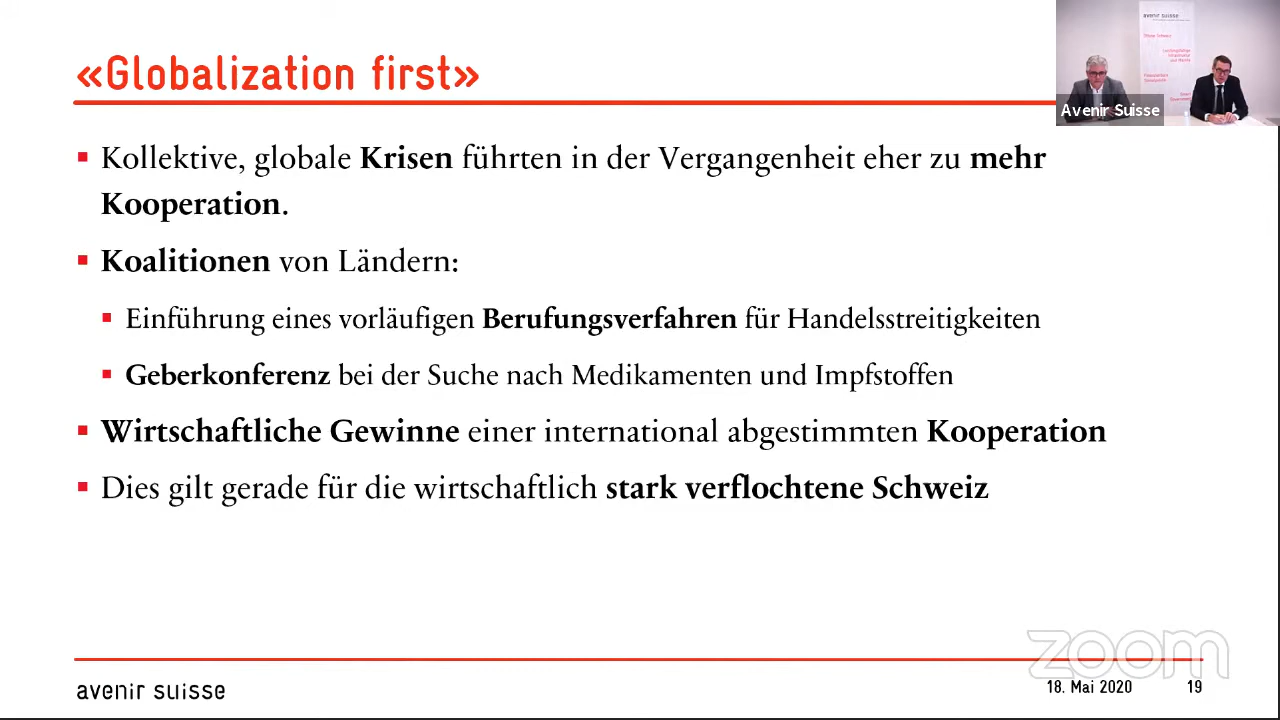 «Globalization first»
avenir suisse
Avenir Suisse
Kollektive, globale Krisen führten in der Vergangenheit eher zu mehr
Kooperation.
Koalitionen von Ländern:
Einführung eines vorläufigen Berufungsverfahren für Handelsstreitigkeiten
Geberkonferenz bei der Suche nach Medikamenten und Impfstoffen
Wirtschaftliche Gewinne einer international abgestimmten Kooperation
Dies gilt gerade für die wirtschaftlich stark verflochtene Schweiz
zoom
avenir suisse
18. Mai 2020
19